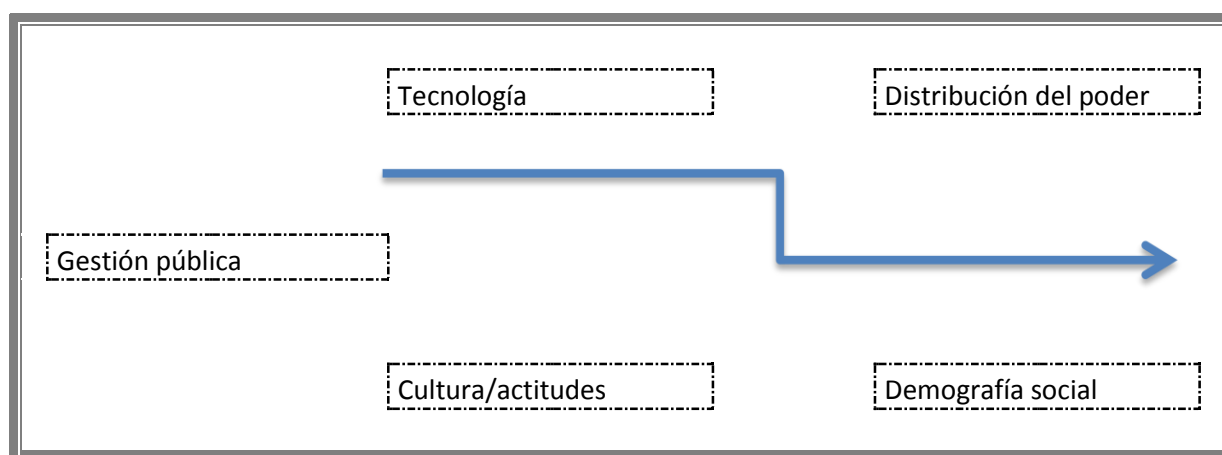 Tecnología
Distribución del poder
Gestión pública
Cultura/actitudes
Demografía social